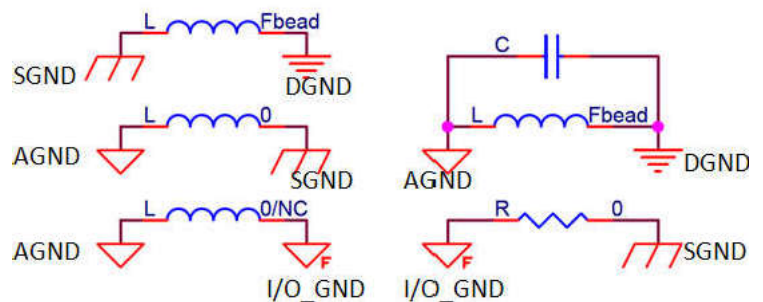 L Fbead
SGND DGND
L 0
AGND SGND
L 0/NC
AGND F
I/O_GND
C
L Fbead
AGND DGND
R 0
F SGND
I/O_GND